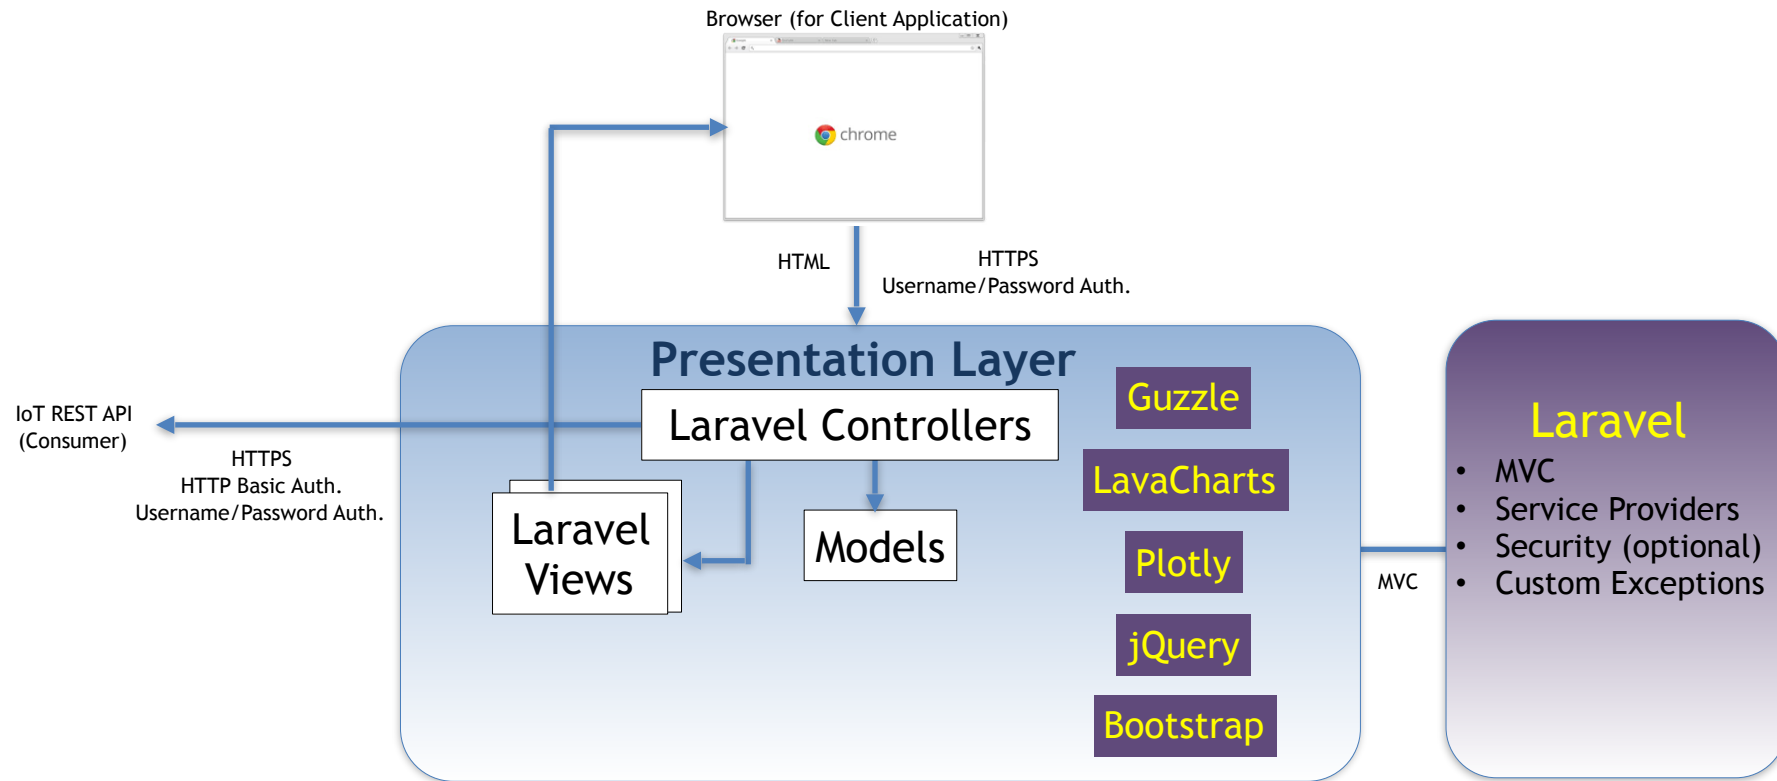 Browser (for Client Application)
chrome
HTML
HTTPS
Username/Password Auth.
Presentation Layer
Laravel Controllers
Laravel
Views
Models
Guzzle
LavaCharts
Plotly
jQuery
Bootstrap
IoT REST API
(Consumer)
HTTPS
HTTP Basic Auth.
Username/Password Auth.
MVC
Laravel
• MVC
• Service Providers
• Security (optional)
• Custom Exceptions